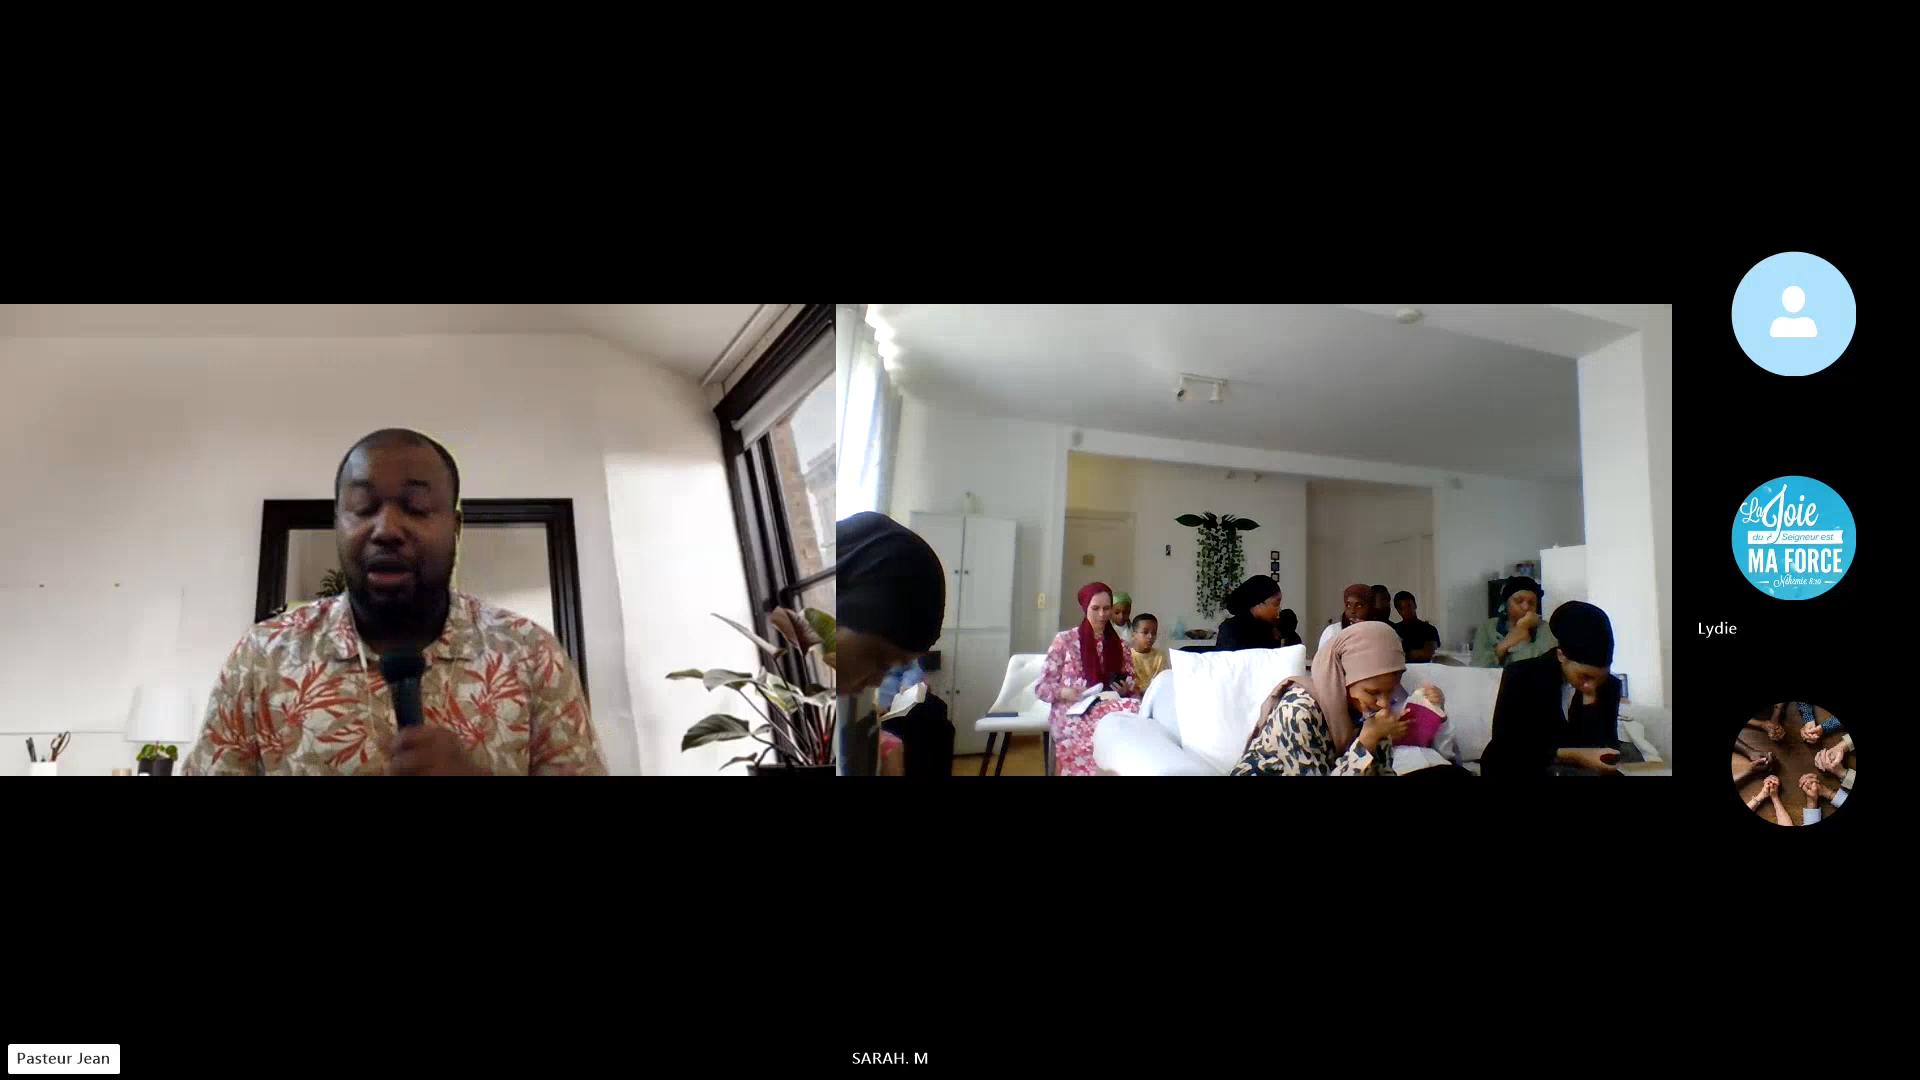 La Joie
du Seigneur est
MA FORCE
Néhémie 8:10
Lydie
Pasteur Jean
SARAH. M